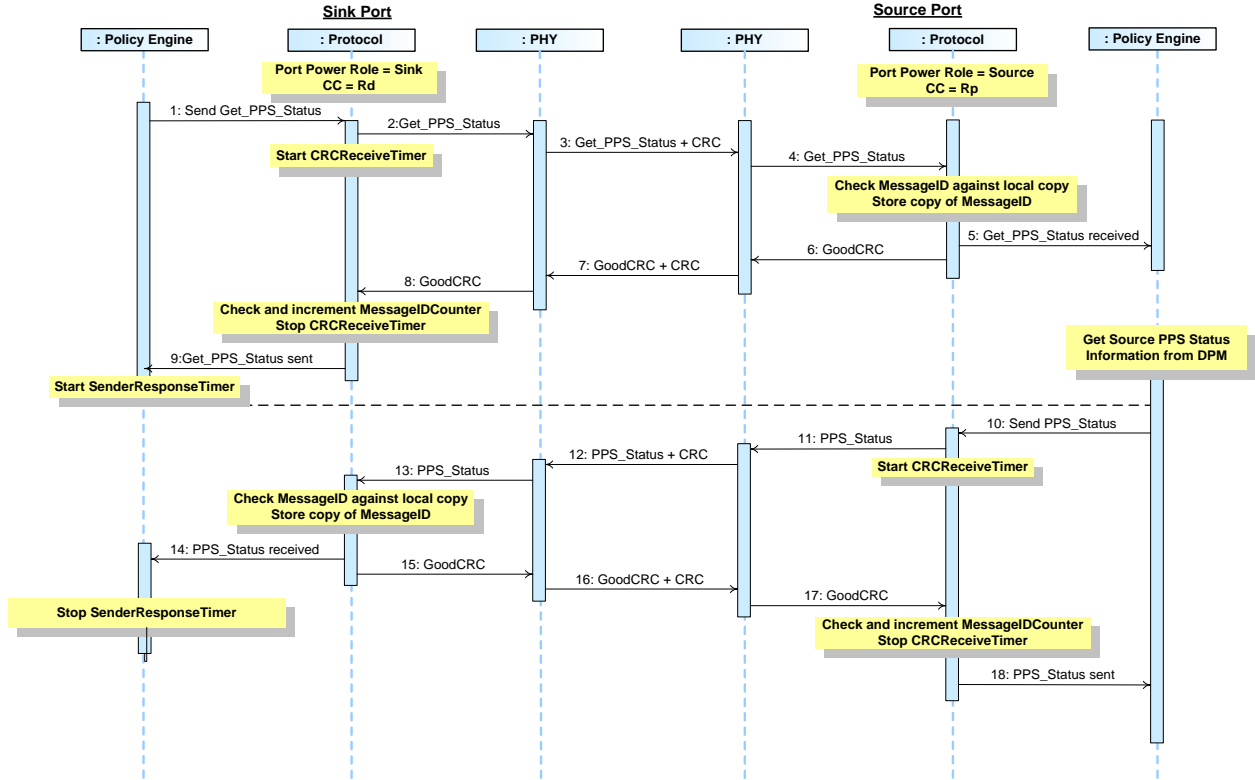 Sink Port
Source Port
: Policy Engine
: Protocol
: PHY
: PHY
: Protocol
: Policy Engine
Port Power Role = Sink
CC = Rd
Port Power Role = Source
CC = Rp
1: Send Get_PPS_Status
2:Get_PPS_Status
Start CRCReceiveTimer
3: Get_PPS_Status + CRC
4: Get_PPS_Status
Check MessageID against local copy
Store copy of MessageID
5: Get_PPS_Status received
6: GoodCRC
7: GoodCRC + CRC
8: GoodCRC
Check and increment MessageIDCounter
Stop CRCReceiveTimer
9:Get_PPS_Status sent
Start SenderResponseTimer
Get Source PPS Status
Information from DPM
10: Send PPS_Status
11: PPS_Status
Start CRCReceiveTimer
12: PPS_Status + CRC
13: PPS_Status
Check MessageID against local copy
Store copy of MessageID
14: PPS_Status received
15: GoodCRC
16: GoodCRC + CRC
17: GoodCRC
Stop SenderResponseTimer
Check and increment MessageIDCounter
Stop CRCReceiveTimer
18: PPS_Status sent